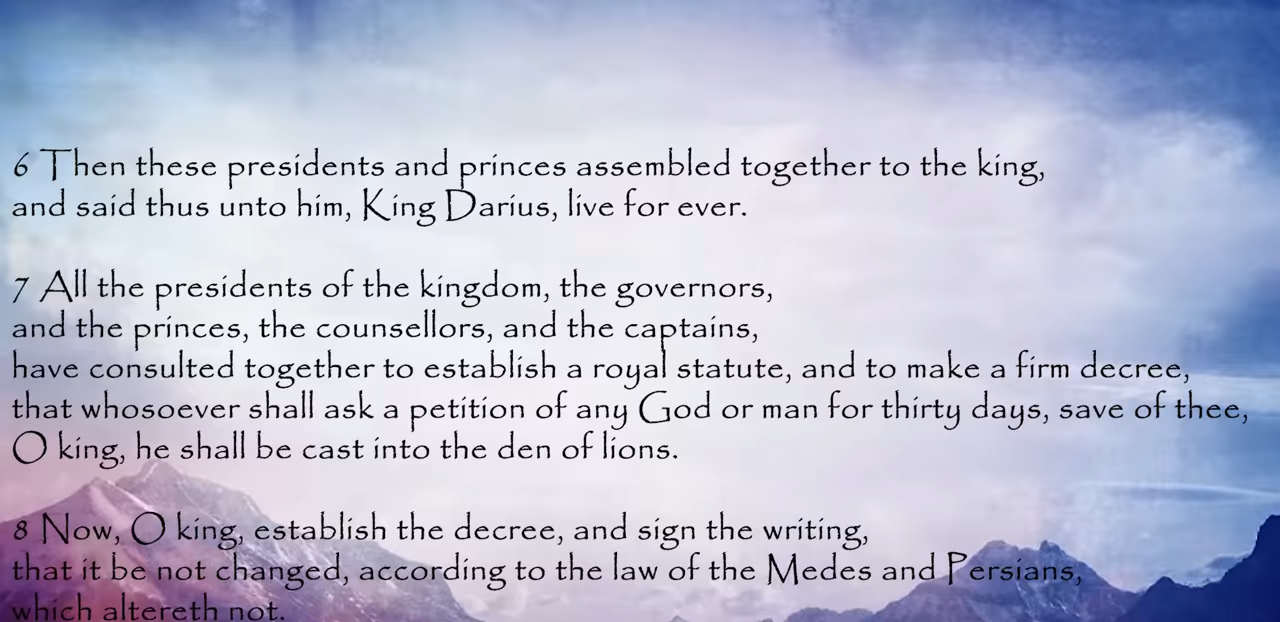 6 Then these presidents and princes assembled together to the king,
and said thus unto him, King Darius, live for ever.
7 All the presidents of the kingdom, the governors,
and the princes, the counsellors, and the captains,
have consulted together to establish a royal statute, and to make a firm decree,
that whosoever shall ask a petition of any God or man for thirty days, save of thee,
O king, he shall be cast into the den of lions.
8 Now, O king, establish the decree, and sign the writing,
that it be not changed, according to the law of the Medes and Persians,
which altereth not.